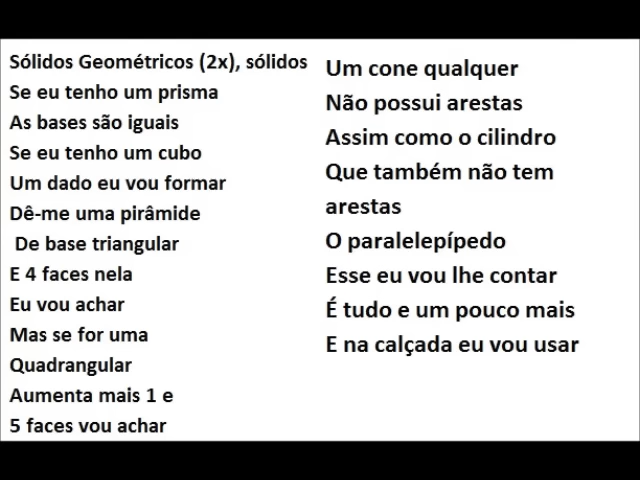 Sólidos Geométricos (2x), sólidos
Se eu tenho um prisma
As bases são iguais
Se eu tenho um cubo
Um dado eu vou formar
Dê-me uma pirâmide
De base triangular
E 4 faces nela
Eu vou achar
Mas se for uma
Quadrangular
Aumenta mais 1 e
5 faces vou achar
Um cone qualquer
Não possui arestas
Assim como o cilindro
Que também não tem
arestas
O paralelepípedo
Esse eu vou lhe contar
É tudo e um pouco mais
E na calçada eu vou usar